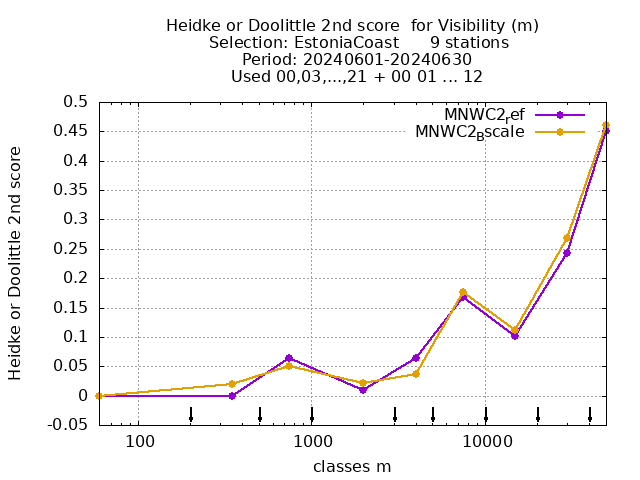 Heidke or Doolittle 2nd score  for Visibility (m)
Selection: EstoniaCoast      9 stations
Period: 20240601-20240630
Used 00,03,...,21 + 00 01 ... 12
Heidke or Doolittle 2nd score
0.5
0.45
0.4
0.35
0.3
0.25
0.2
0.15
0.1
0.05
0
-0.05
MNWC2ref
MNWC2Bscale
100
1000
10000
classes m